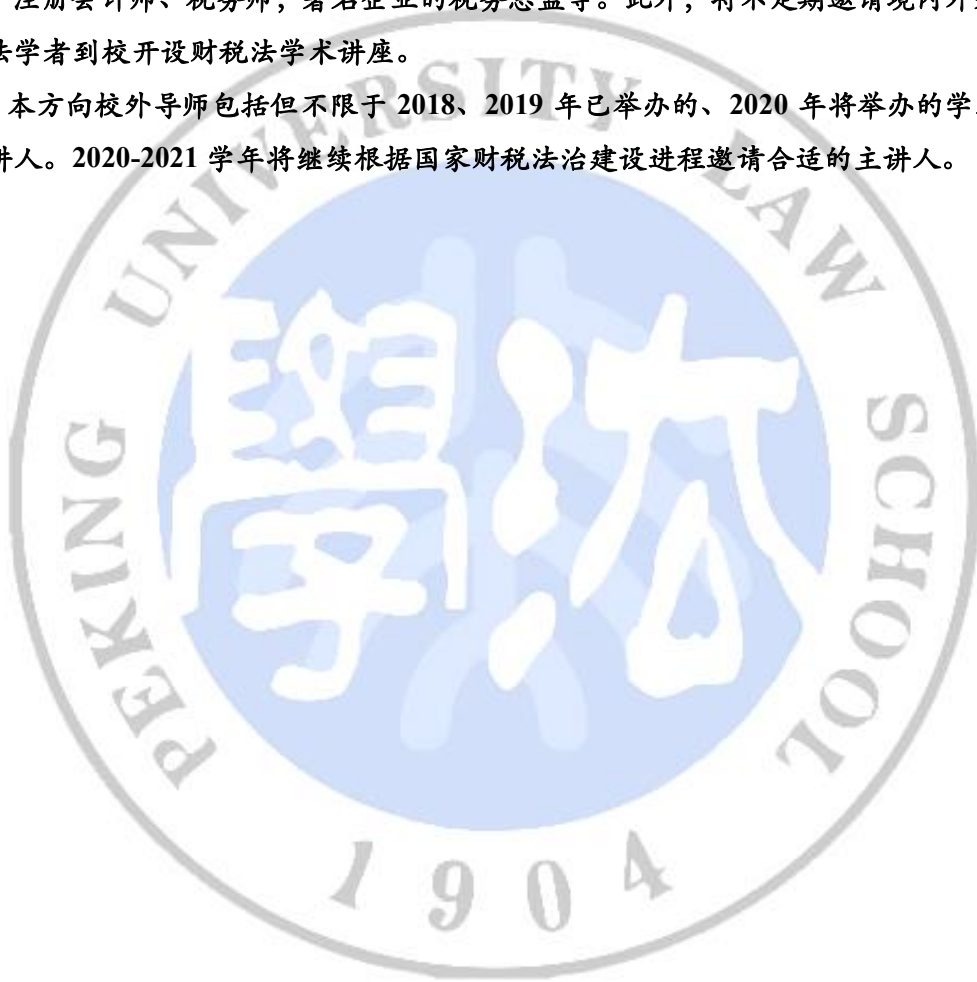 注册会计师、税务师，著名企业的税务总监等。此外，将不定期邀请境内外
法学者到校开设财税法学术讲座。
本方向校外导师包括但不限于 2018、2019 年已举办的、2020 年将举办的学
讲人。2020-2021 学年将继续根据国家财税法治建设进程邀请合适的主讲人。
PEKING UNIVERSITY LAW SCHOOL
學法
1904